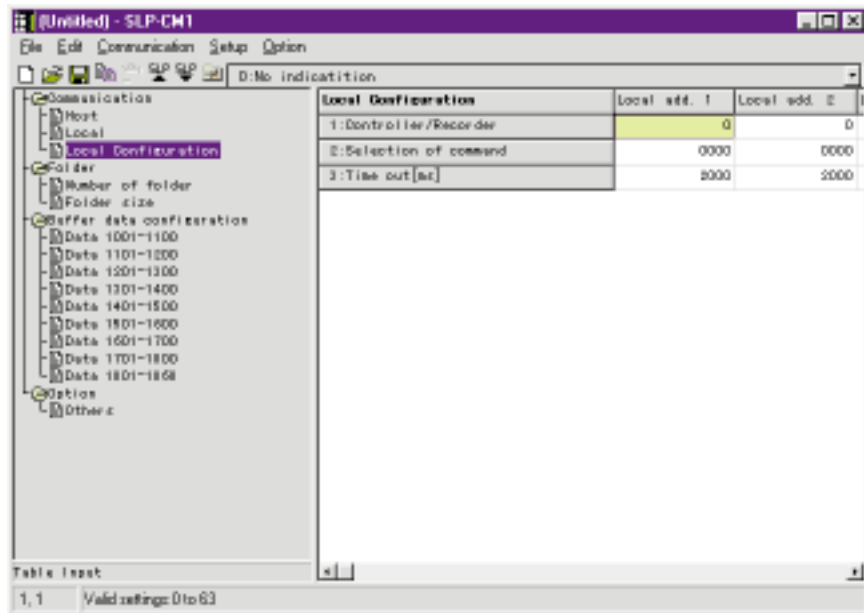 (Untitled) - SLP-CM1
File Edit Communication Setup Option
SLP SLP 0:No indicatition
Communication
Host
Local
Local Configuration
Folder
Number of folder
Folder size
Buffer data configuration
Data 1001-1100
Data 1101-1200
Data 1201-1300
Data 1301-1400
Data 1401-1500
Data 1501-1600
Data 1601-1700
Data 1701-1800
Data 1801-1868
Option
Others
Local Configuration Local add. 1 Local add. 2
1:Controller/Recorder 0 0
2:Selection of command 0000 0000
3:Time out[ms] 2000 2000
Table Input
1, 1 Valid settings: 0 to 63